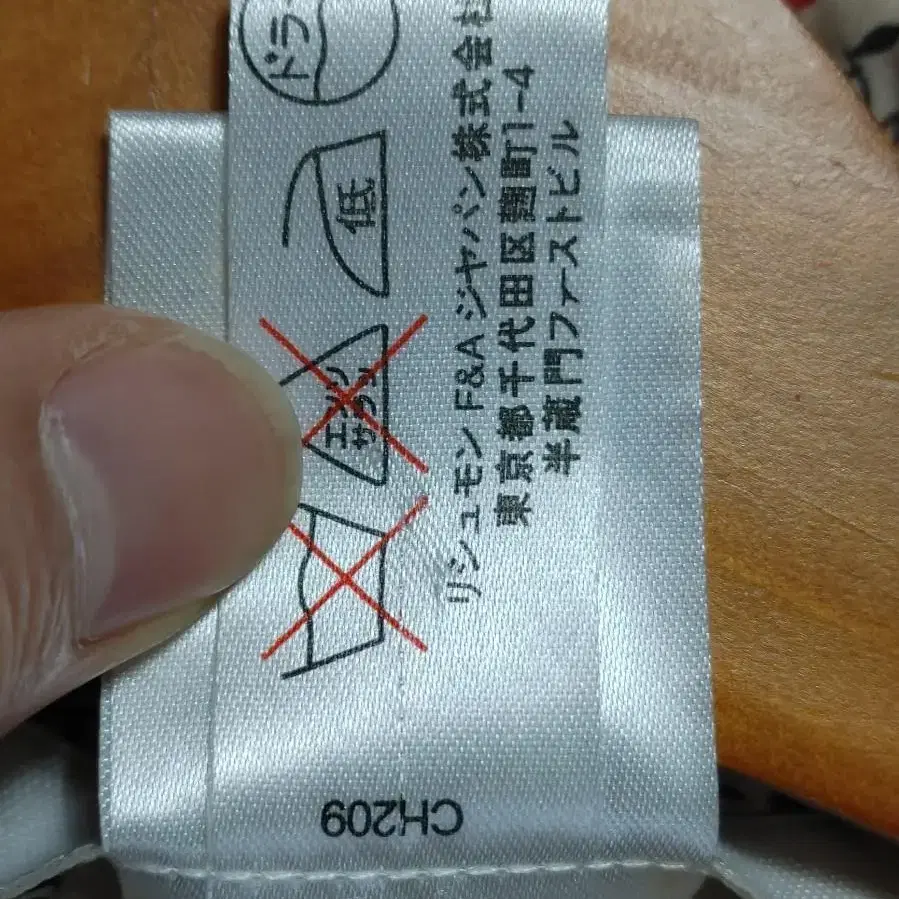 エンソ
サラシ
低
ドラ
リシュモン F&A ジヤパン株式会社
東京都千代田区麹町1-4
半蔵門ファーストビル
CH209